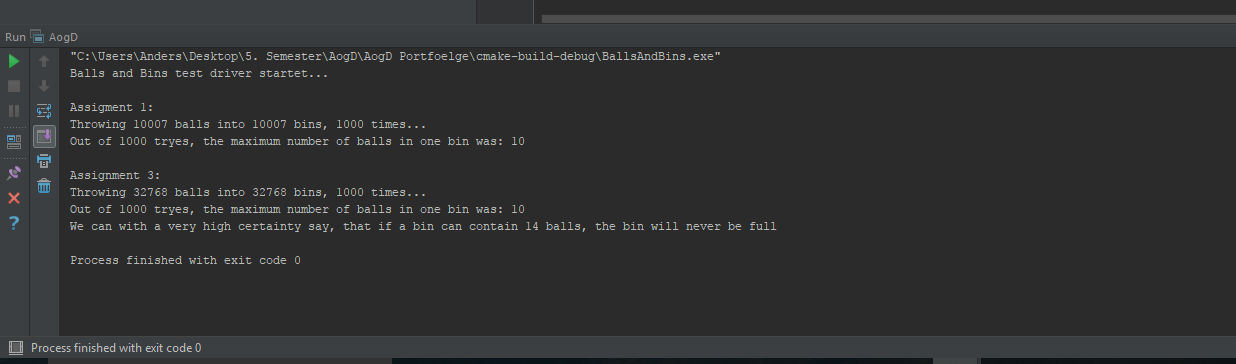 Run AogD
"C:\Users\Anders\Desktop\5. Semester\AogD\AogD Portfoelge\cmake-build-debug\BallsAndBins.exe"
Balls and Bins test driver startet...
Assigment 1:
Throwing 10007 balls into 10007 bins, 1000 times...
Out of 1000 tryes, the maximum number of balls in one bin was: 10
Assignment 3:
Throwing 32768 balls into 32768 bins, 1000 times...
Out of 1000 tryes, the maximum number of balls in one bin was: 10
We can with a very high certainty say, that if a bin can contain 14 balls, the bin will never be full
Process finished with exit code 0
Process finished with exit code 0